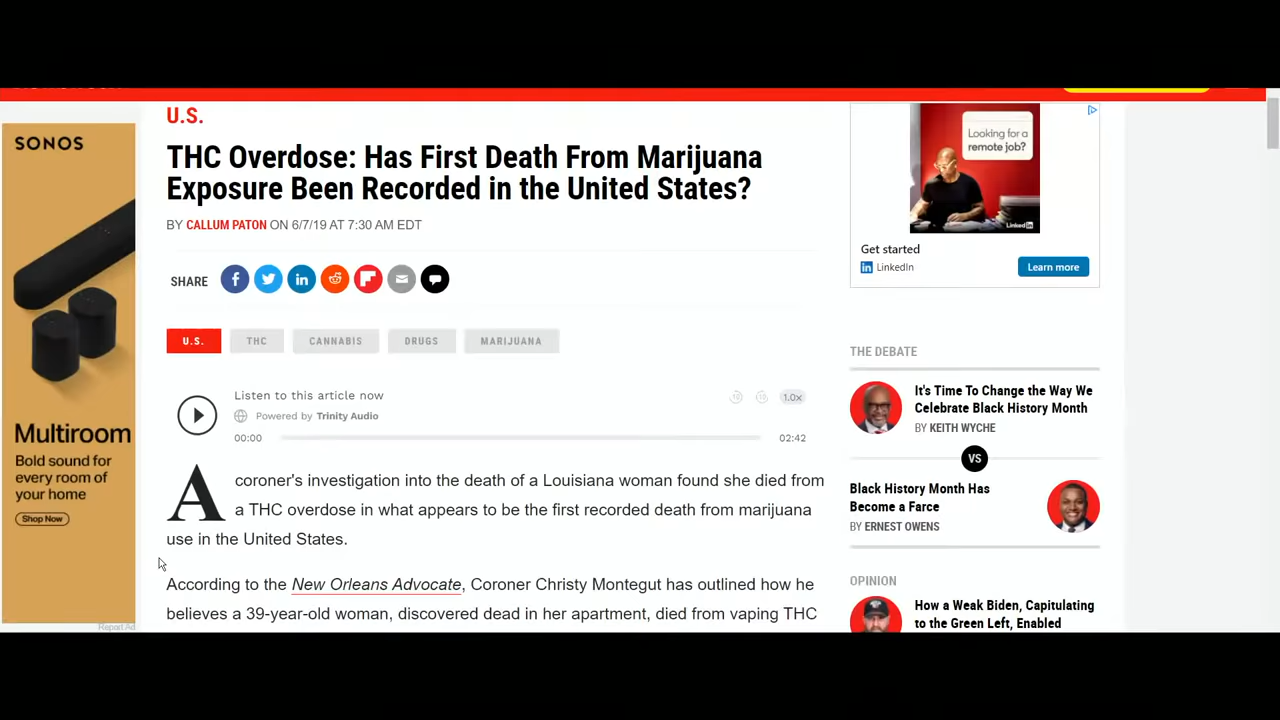 U.S.
THC Overdose: Has First Death From Marijuana
Exposure Been Recorded in the United States?
BY CALLUM PATON ON 6/7/19 AT 7:30 AM EDT
SHARE
U.S.
THC
CANNABIS
DRUGS
MARIJUANA
Listen to this article now
10
10
1.0x
Powered by Trinity Audio
00:00
02:42
A coroner's investigation into the death of a Louisiana woman found she died from
a THC overdose in what appears to be the first recorded death from marijuana
use in the United States.
According to the New Orleans Advocate, Coroner Christy Montegut has outlined how he
believes a 39-year-old woman, discovered dead in her apartment, died from vaping THC
SONOS
Multiroom
Bold sound for
every room of
your home
Shop Now
Report Ad
Looking for a
remote job?
LinkedIn
Get started
in LinkedIn
Learn more
THE DEBATE
It's Time To Change the Way We
Celebrate Black History Month
BY KEITH WYCHE
VS
Black History Month Has
Become a Farce
BY ERNEST OWENS
OPINION
How a Weak Biden, Capitulating
to the Green Left, Enabled